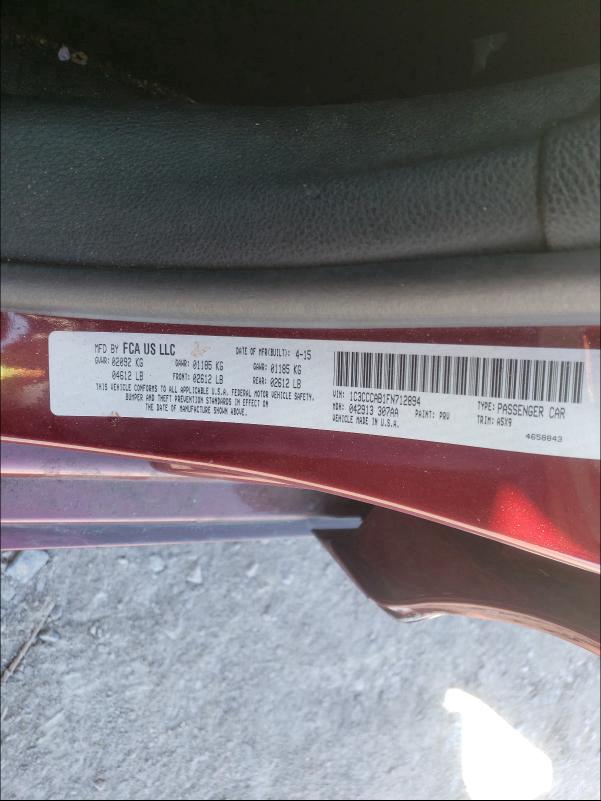 MFD BY FCA US LLC DATE OF MFR(BUILT): 4-15
GVWR: 02092 KG GAWR: 01185 KG GAWR: 01185 KG
04612 LB FRONT: 02612 LB REAR: 02612 LB
THIS VEHICLE CONFORMS TO ALL APPLICABLE U.S.A. FEDERAL MOTOR VEHICLE SAFETY,
BUMPER AND THEFT PREVENTION STANDARDS IN EFFECT ON
THE DATE OF MANUFACTURE SHOWN ABOVE.
VIN: 1C3CCCAB1FN712894 TYPE: PASSENGER CAR
MDH: 042913 307AA PAINT: PRV TRIM: A5X9
VEHICLE MADE IN U.S.A. 4658843